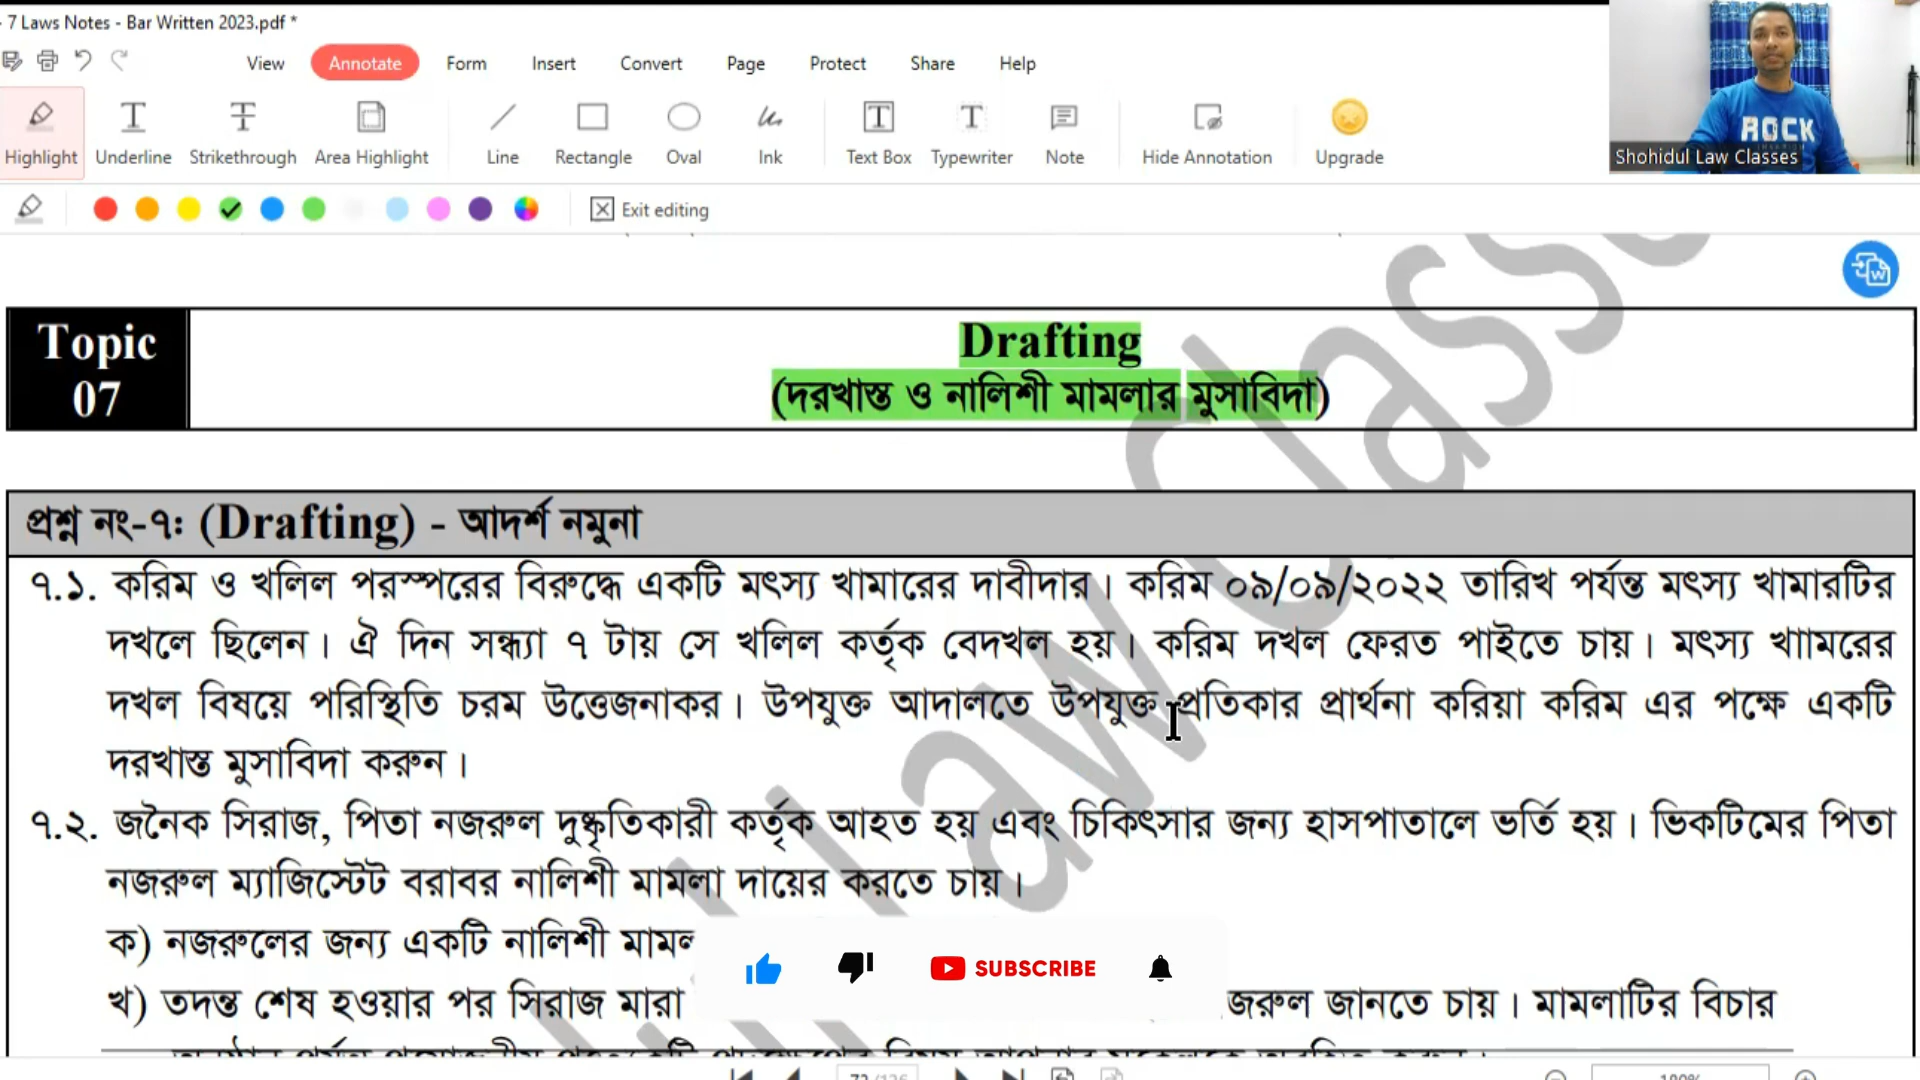 - 7 Laws Notes - Bar Written 2023.pdf *
View Annotate Form Insert Convert Page Protect Share Help
Highlight Underline Strikethrough Area Highlight Line Rectangle Oval Ink Text Box Typewriter Note Hide Annotation Upgrade
ROCK
Shohidul Law Classes
Exit editing
Topic
07
Drafting
(দরখাস্ত ও নালিশী মামলার মুসাবিদা)
প্রশ্ন নং-৭: (Drafting) - আদর্শ নমুনা
৭.১. করিম ও খলিল পরস্পরের বিরুদ্ধে একটি মৎস্য খামারের দাবীদার। করিম ০৯/০৯/২০২২ তারিখ পর্যন্ত মৎস্য খামারটির
দখলে ছিলেন। ঐ দিন সন্ধ্যা ৭ টায় সে খলিল কর্তৃক বেদখল হয়। করিম দখল ফেরত পাইতে চায়। মৎস্য খাামরের
দখল বিষয়ে পরিস্থিতি চরম উত্তেজনাকর। উপযুক্ত আদালতে উপযুক্ত প্রতিকার প্রার্থনা করিয়া করিম এর পক্ষে একটি
দরখাস্ত মুসাবিদা করুন।
৭.২. জনৈক সিরাজ, পিতা নজরুল দুষ্কৃতিকারী কর্তৃক আহত হয় এবং চিকিৎসার জন্য হাসপাতালে ভর্তি হয়। ভিকটিমের পিতা
নজরুল ম্যাজিস্টেট বরাবর নালিশী মামলা দায়ের করতে চায়।
ক) নজরুলের জন্য একটি নালিশী মামল
SUBSCRIBE
খ) তদন্ত শেষ হওয়ার পর সিরাজ মারা জরুল জানতে চায়। মামলাটির বিচার
Law Classe